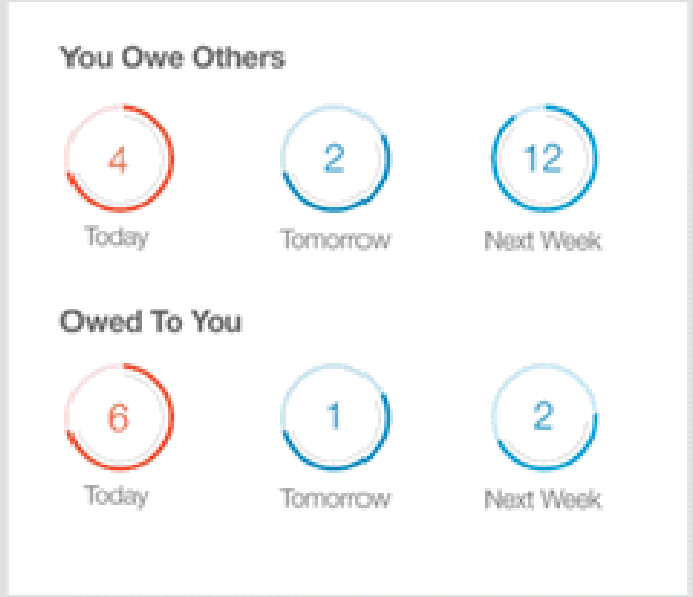 You Owe Others
4 2 12
Today Tomorrow Next Week
Owed To You
6 1 2
Today Tomorrow Next Week